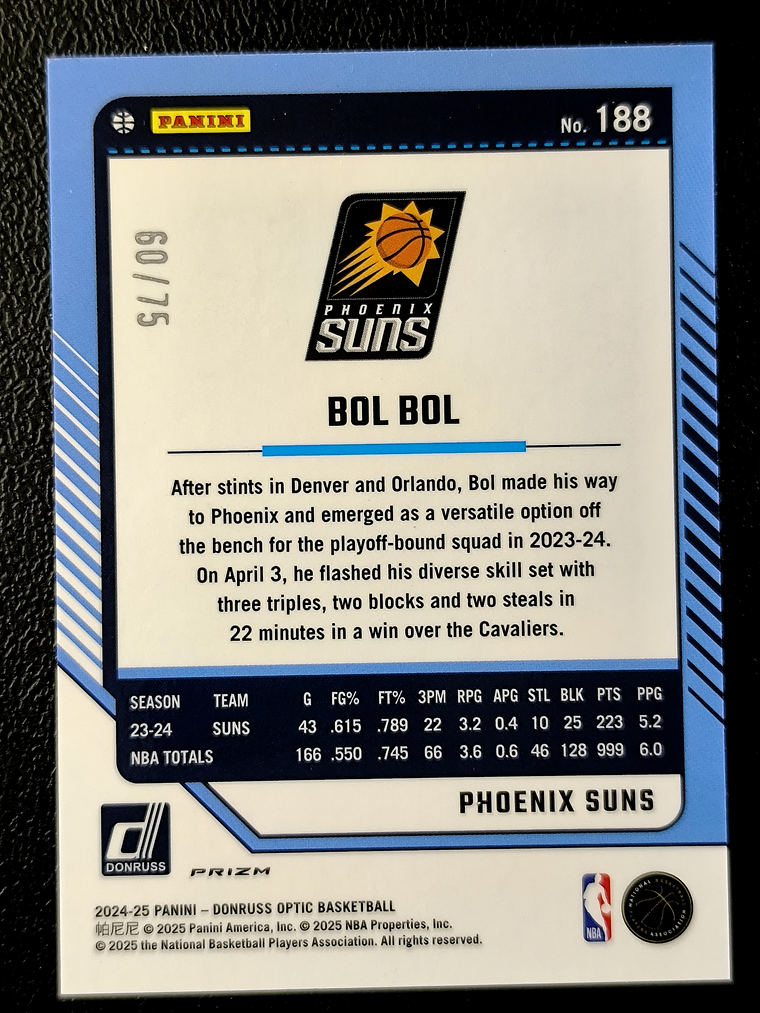 PANINI
No. 188
60/75
PHOENIX
SUNS
BOL BOL
After stints in Denver and Orlando, Bol made his way
to Phoenix and emerged as a versatile option off
the bench for the playoff-bound squad in 2023-24.
On April 3, he flashed his diverse skill set with
three triples, two blocks and two steals in
22 minutes in a win over the Cavaliers.
SEASON TEAM G FG% FT% 3PM RPG APG STL BLK PTS PPG
23-24 SUNS 43 .615 .789 22 3.2 0.4 10 25 223 5.2
NBA TOTALS 166 .550 .745 66 3.6 0.6 46 128 999 6.0
PHOENIX SUNS
d
DONRUSS
PRIZM
2024-25 PANINI – DONRUSS OPTIC BASKETBALL
帕尼尼 © 2025 Panini America, Inc. © 2025 NBA Properties, Inc.
© 2025 the National Basketball Players Association. All rights reserved.
NBA
NATIONAL BASKETBALL PLAYERS ASSOCIATION